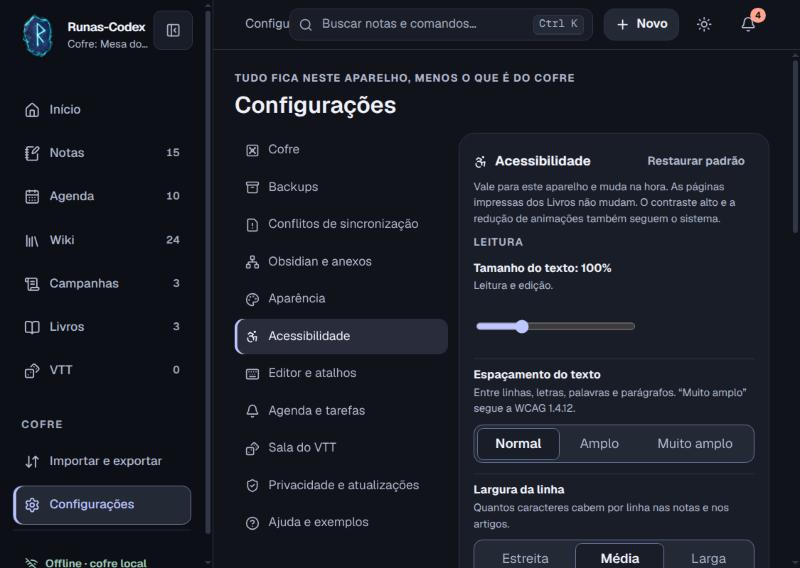 Runas-Codex
Cofre: Mesa do…
Início
Notas 15
Agenda 10
Wiki 24
Campanhas 3
Livros 3
VTT 0
COFRE
Importar e exportar
Configurações
Offline · cofre local
Configu
Buscar notas e comandos…
Ctrl K
Novo
4
TUDO FICA NESTE APARELHO, MENOS O QUE É DO COFRE
Configurações
Cofre
Backups
Conflitos de sincronização
Obsidian e anexos
Aparência
Acessibilidade
Editor e atalhos
Agenda e tarefas
Sala do VTT
Privacidade e atualizações
Ajuda e exemplos
Acessibilidade
Restaurar padrão
Vale para este aparelho e muda na hora. As páginas
impressas dos Livros não mudam. O contraste alto e a
redução de animações também seguem o sistema.
LEITURA
Tamanho do texto: 100%
Leitura e edição.
Espaçamento do texto
Entre linhas, letras, palavras e parágrafos. “Muito amplo”
segue a WCAG 1.4.12.
Normal Amplo Muito amplo
Largura da linha
Quantos caracteres cabem por linha nas notas e nos
artigos.
Estreita Média Larga